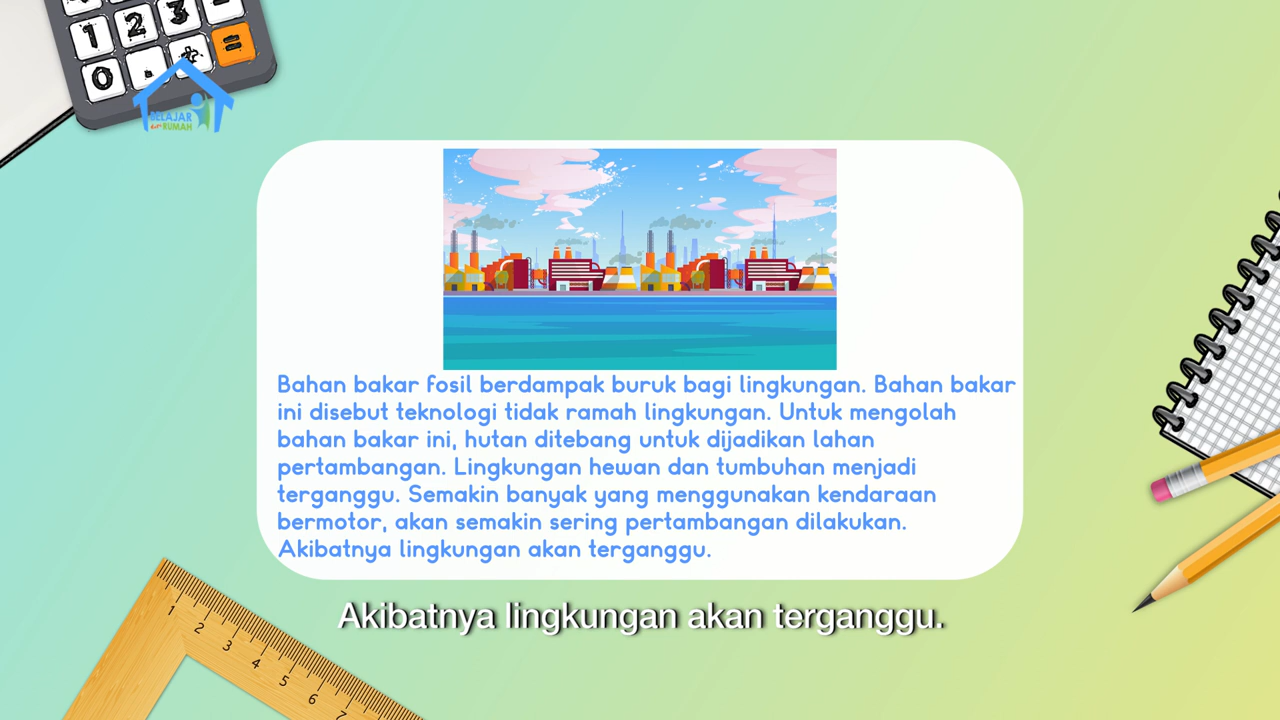 1 2 3
0 . + =
BELAJAR
dari RUMAH
Bahan bakar fosil berdampak buruk bagi lingkungan. Bahan bakar
ini disebut teknologi tidak ramah lingkungan. Untuk mengolah
bahan bakar ini, hutan ditebang untuk dijadikan lahan
pertambangan. Lingkungan hewan dan tumbuhan menjadi
terganggu. Semakin banyak yang menggunakan kendaraan
bermotor, akan semakin sering pertambangan dilakukan.
Akibatnya lingkungan akan terganggu.
Akibatnya lingkungan akan terganggu.
1 2 3 4 5 6 7